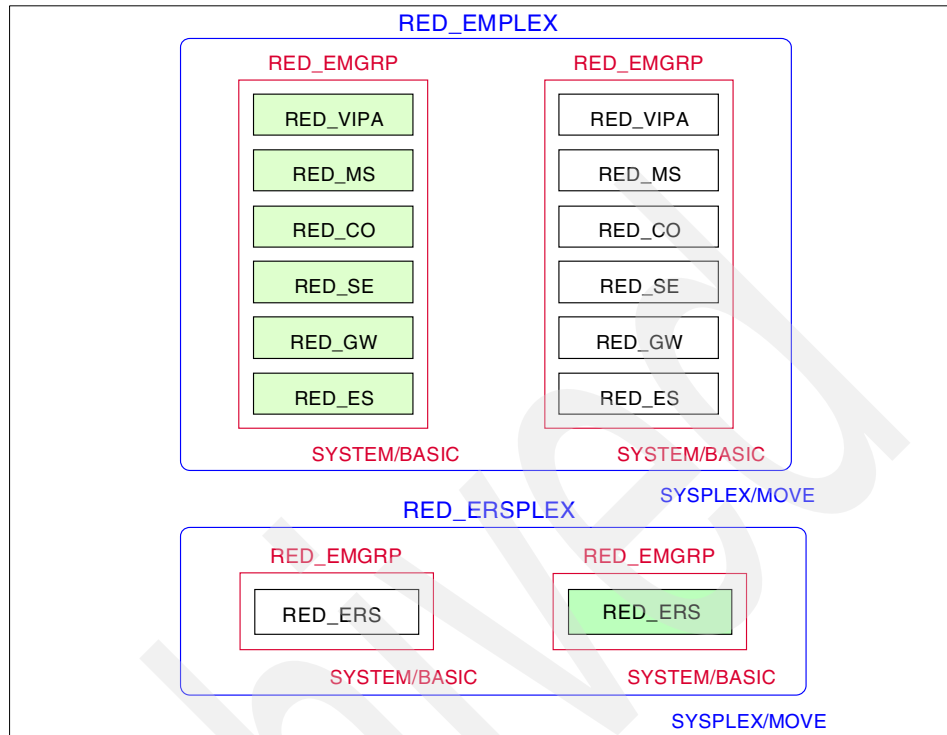 RED_EMPLEX
RED_EMGRP RED_EMGRP
RED_VIPA RED_VIPA
RED_MS RED_MS
RED_CO RED_CO
RED_SE RED_SE
RED_GW RED_GW
RED_ES RED_ES
SYSTEM/BASIC SYSTEM/BASIC
SYSPLEX/MOVE
RED_ERSPLEX
RED_EMGRP RED_EMGRP
RED_ERS RED_ERS
SYSTEM/BASIC SYSTEM/BASIC
SYSPLEX/MOVE
hived